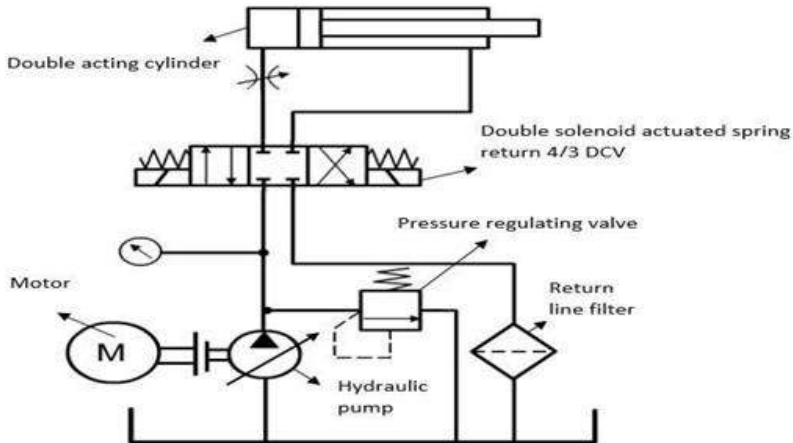 Double acting cylinder
Double solenoid actuated spring
return 4/3 DCV
Pressure regulating valve
Motor
Return
line filter
M
Hydraulic
pump